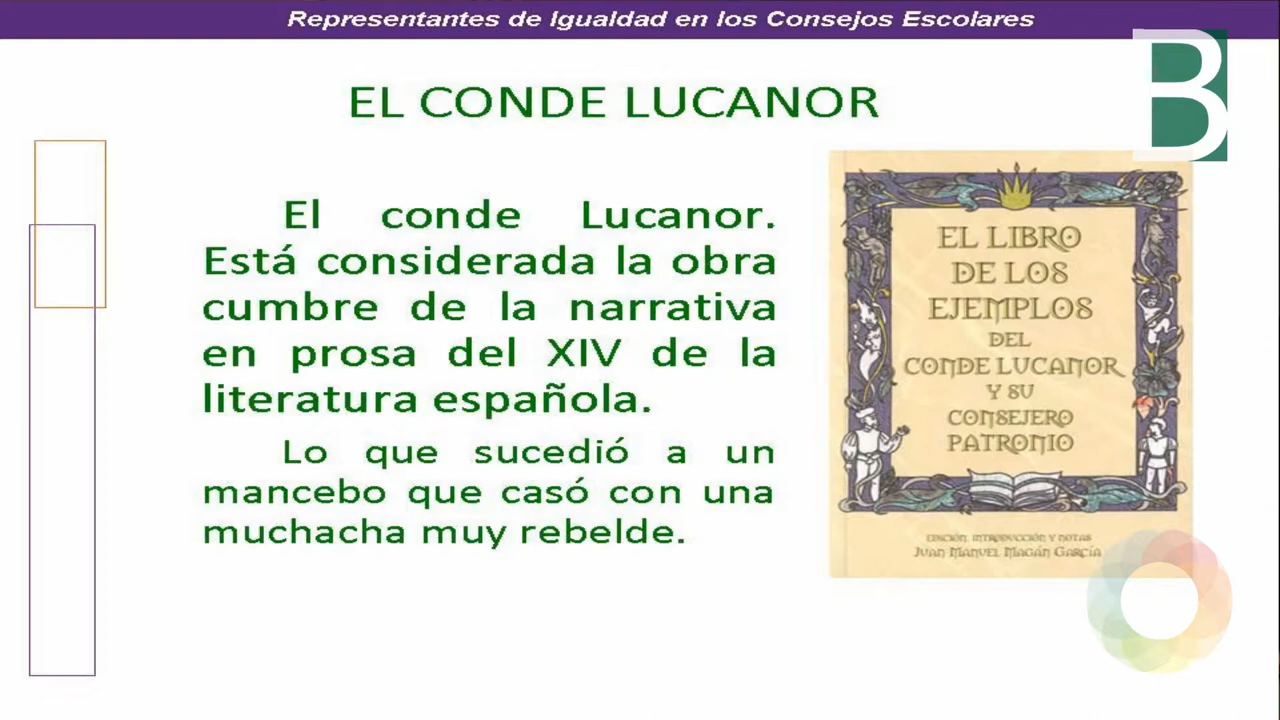 Representantes de Igualdad en los Consejos Escolares
B
EL CONDE LUCANOR
El conde Lucanor.
Está considerada la obra
cumbre de la narrativa
en prosa del XIV de la
literatura española.
Lo que sucedió a un
mancebo que casó con una
muchacha muy rebelde.
EL LIBRO
DE LOS
EJEMPLOS
DEL
CONDE LUCANOR
Y SU
CONSEJERO
PATRONIO
EDICIÓN, INTRODUCCIÓN Y NOTAS
JUAN MANUEL MAGÁN GARCÍA